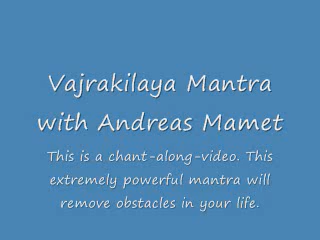 Vajrakilaya Mantra
with Andreas Mamet
This is a chant-along-video. This
extremely powerful mantra will
remove obstacles in your life.